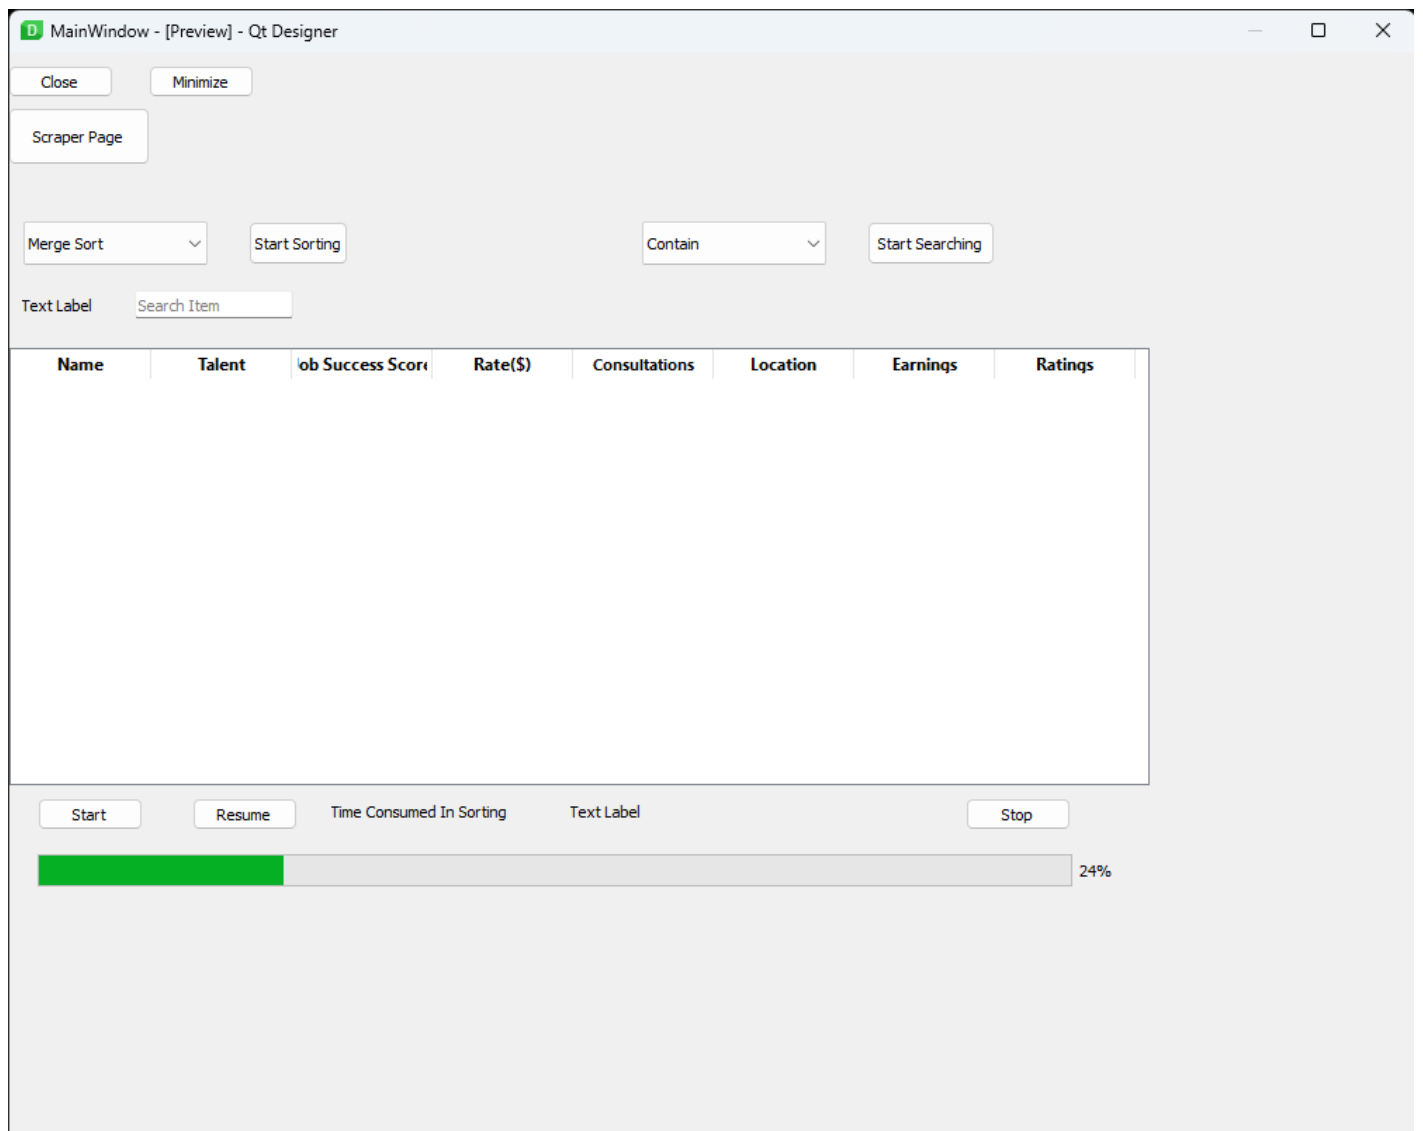 D MainWindow - [Preview] - Qt Designer
Close Minimize
Scraper Page
Merge Sort Start Sorting Contain Start Searching
Text Label Search Item
Name Talent ob Success Score Rate($) Consultations Location Earnings Ratings
Start Resume Time Consumed In Sorting Text Label Stop
24%